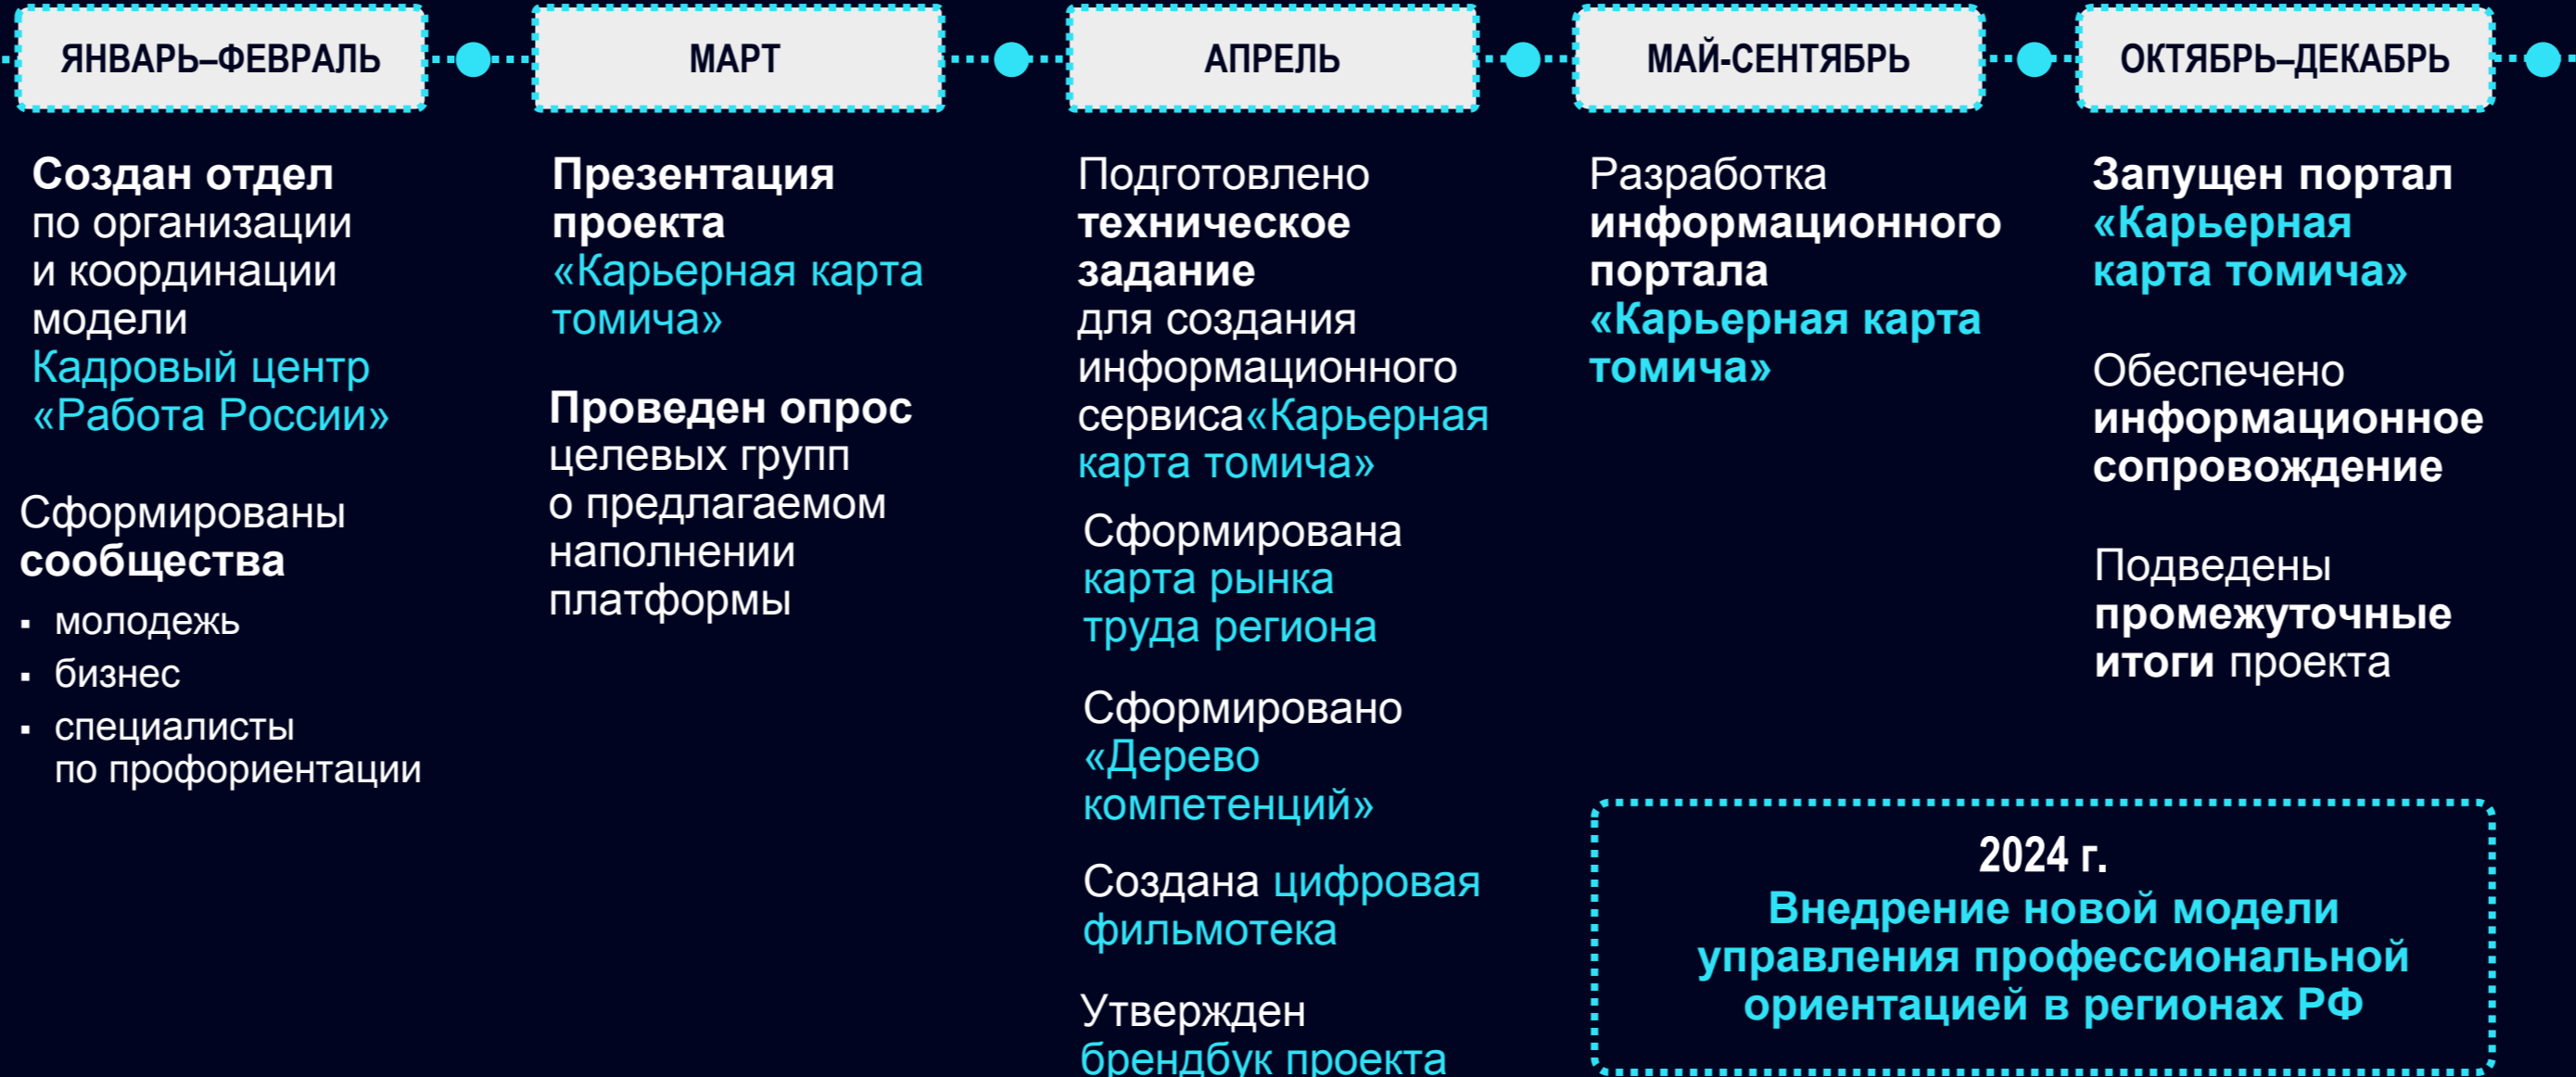 ЯНВАРЬ–ФЕВРАЛЬ
Создан отдел
по организации
и координации
модели
Кадровый центр
«Работа России»
Сформированы
сообщества
▪ молодежь
▪ бизнес
▪ специалисты
по профориентации
МАРТ
Презентация
проекта
«Карьерная карта
томича»
Проведен опрос
целевых групп
о предлагаемом
наполнении
платформы
АПРЕЛЬ
Подготовлено
техническое
задание
для создания
информационного
сервиса«Карьерная
карта томича»
Сформирована
карта рынка
труда региона
Сформировано
«Дерево
компетенций»
Создана цифровая
фильмотека
Утвержден
брендбук проекта
МАЙ-СЕНТЯБРЬ
Разработка
информационного
портала
«Карьерная карта
томича»
ОКТЯБРЬ–ДЕКАБРЬ
Запущен портал
«Карьерная
карта томича»
Обеспечено
информационное
сопровождение
Подведены
промежуточные
итоги проекта
2024 г.
Внедрение новой модели
управления профессиональной
ориентацией в регионах РФ